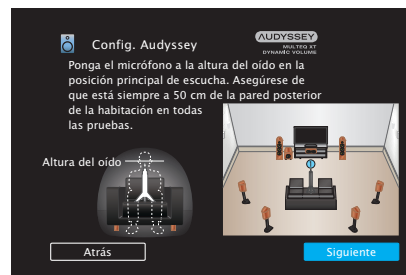 Config. Audyssey
AUDYSSEY
MULTEQ XT
DYNAMIC VOLUME
Ponga el micrófono a la altura del oído en la
posición principal de escucha. Asegúrese de
que está siempre a 50 cm de la pared posterior
de la habitación en todas
las pruebas.
Altura del oído
Atrás
Siguiente